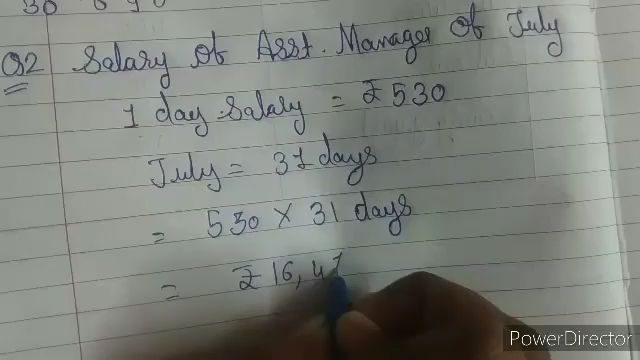 Q2 Salary of Asst. Manager of July
1 day Salary = ₹530
July = 31 days
= 530 × 31 days
= ₹16,41
PowerDirector